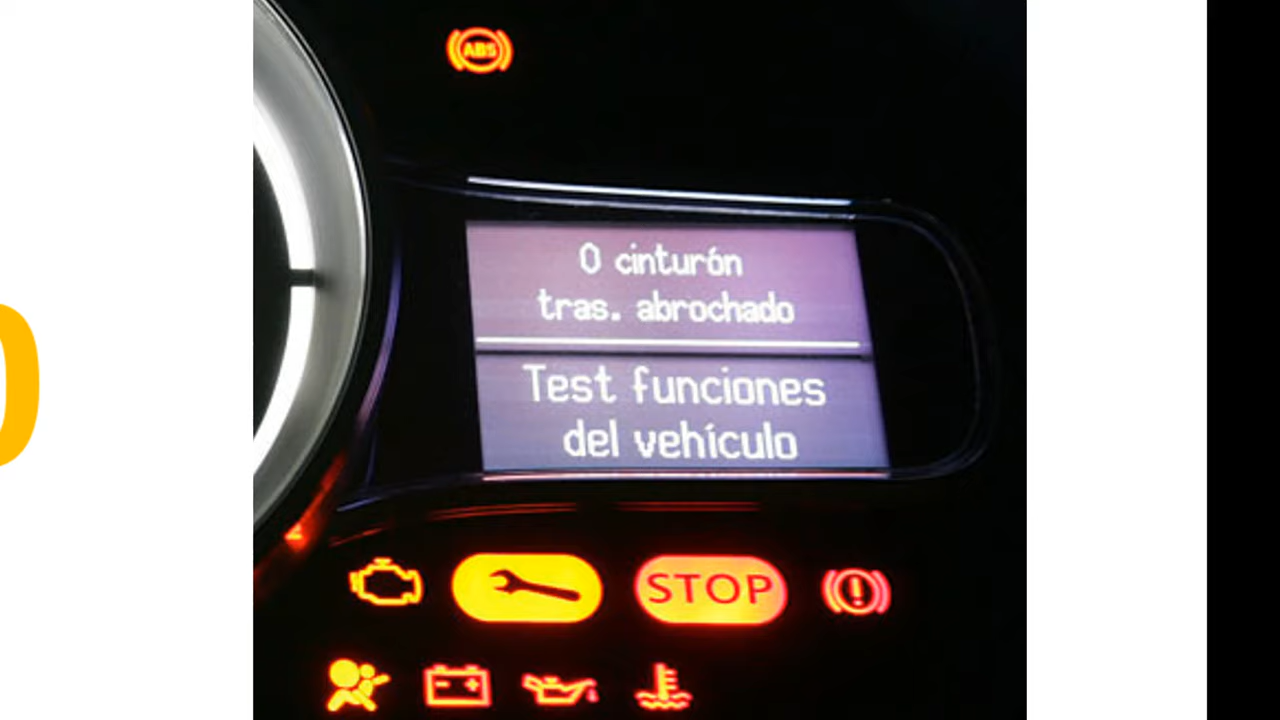 ABS
0 cinturón
tras. abrochado
Test funciones
del vehículo
STOP